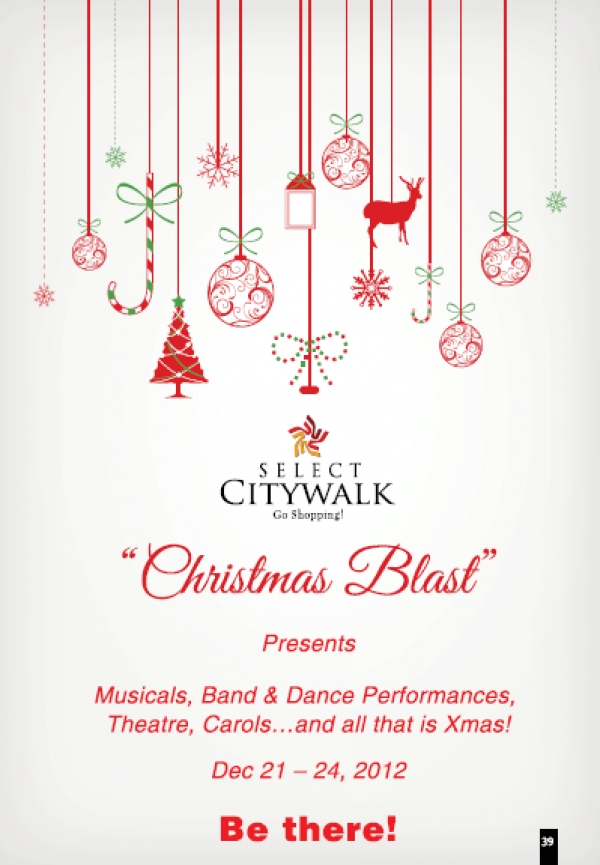 SELECT
CITYWALK
Go Shopping!
“Christmas Blast”
Presents
Musicals, Band & Dance Performances,
Theatre, Carols...and all that is Xmas!
Dec 21 – 24, 2012
Be there!
39